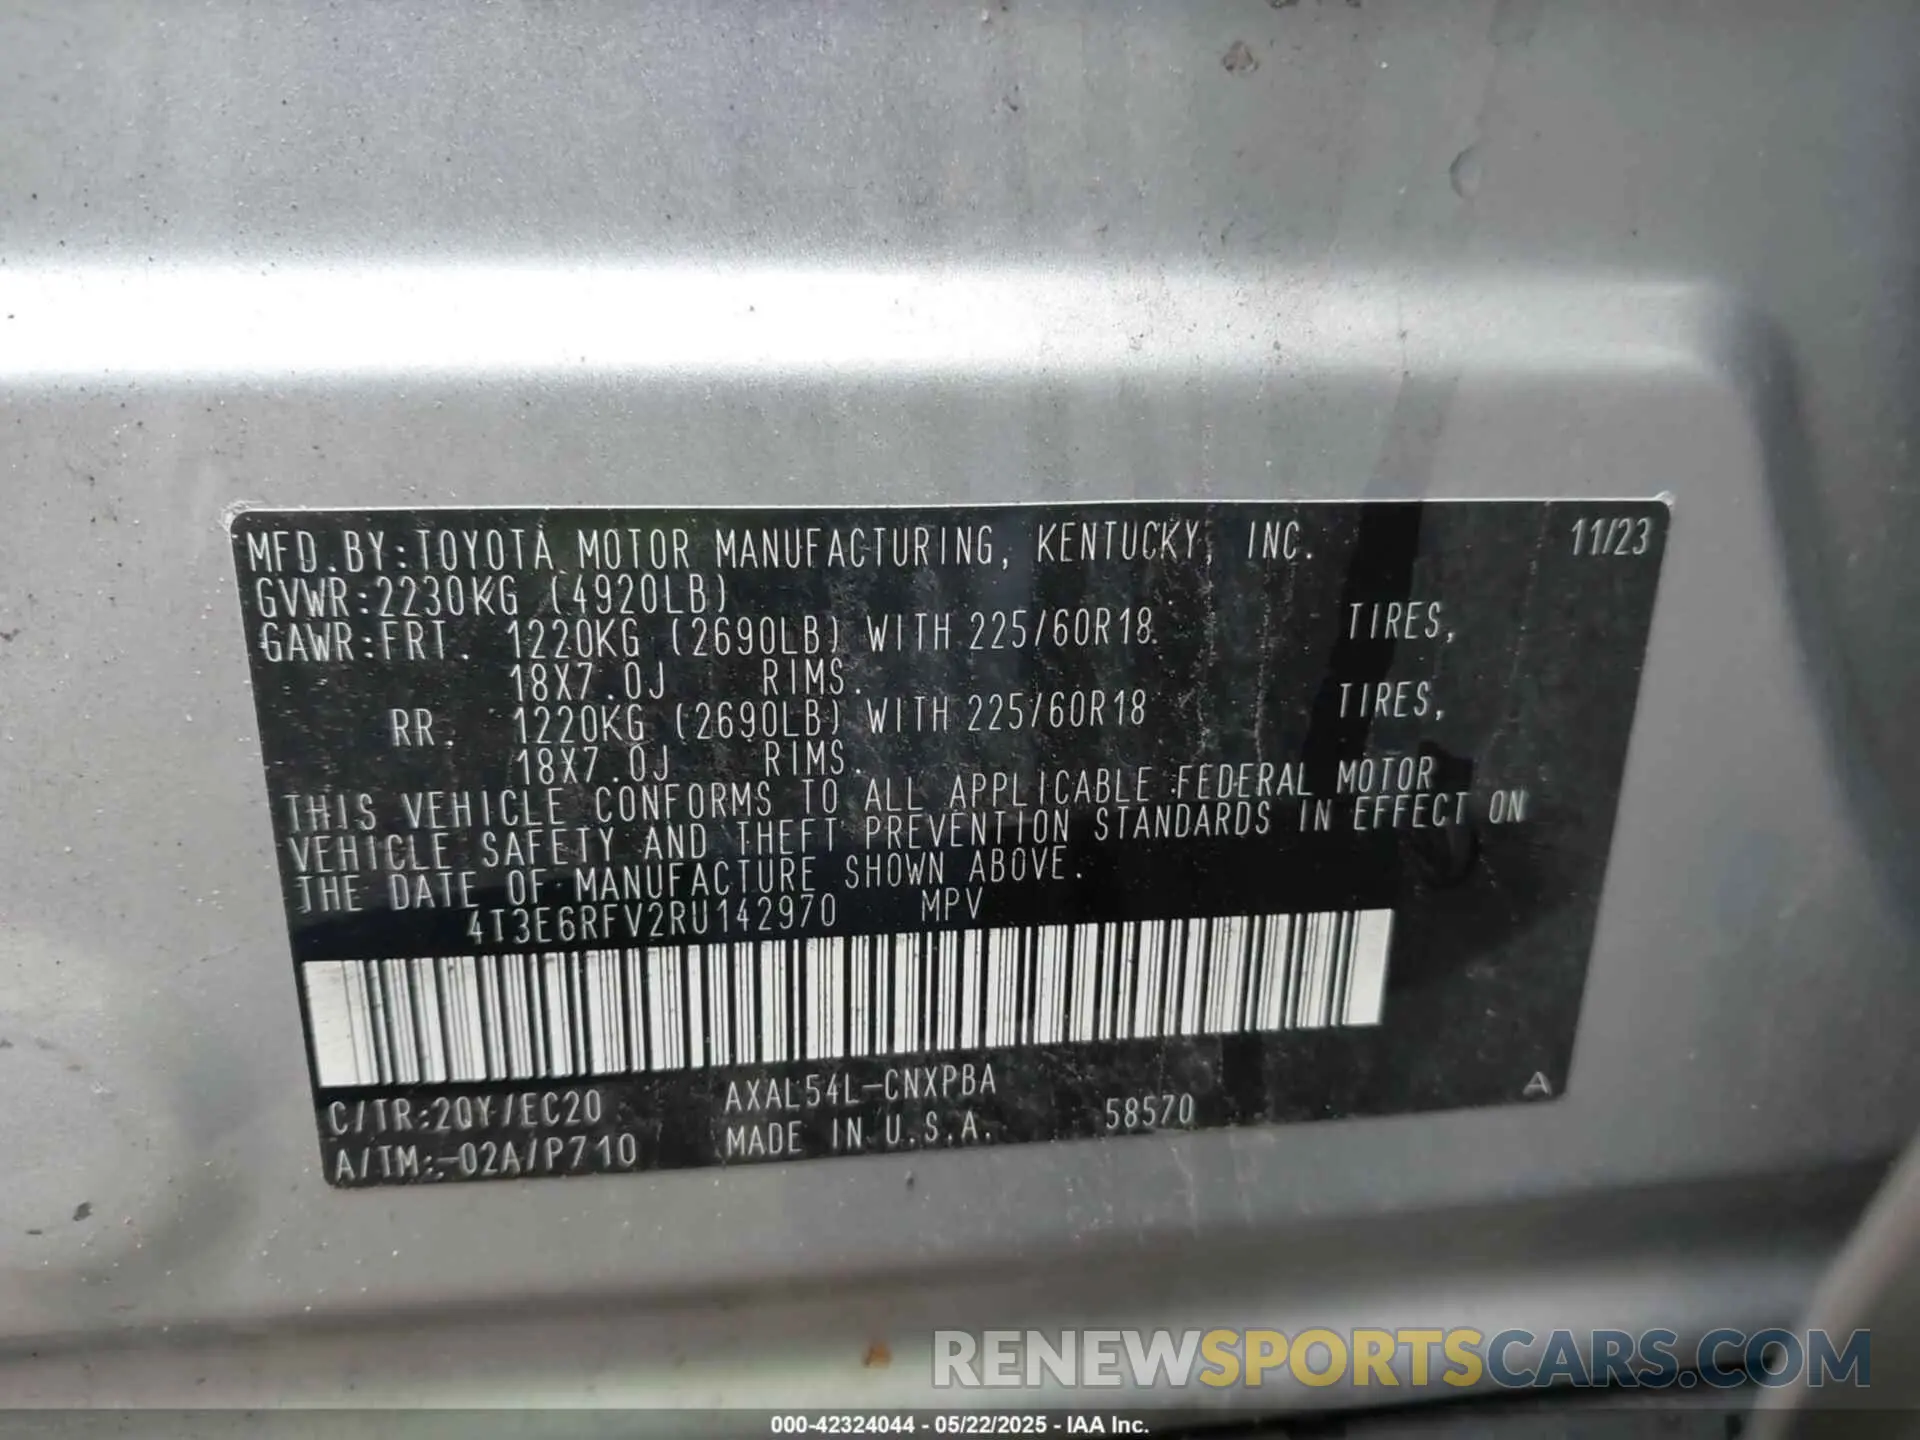 MFD.BY:TOYOTA MOTOR MANUFACTURING, KENTUCKY, INC. 11/23
GVWR:2230KG (4920LB)
GAWR:FRT. 1220KG (2690LB) WITH 225/60R18 TIRES,
18X7.0J RIMS.
RR. 1220KG (2690LB) WITH 225/60R18 TIRES,
18X7.0J RIMS.
THIS VEHICLE CONFORMS TO ALL APPLICABLE FEDERAL MOTOR
VEHICLE SAFETY AND THEFT PREVENTION STANDARDS IN EFFECT ON
THE DATE OF MANUFACTURE SHOWN ABOVE.
4T3E6RFV2RU142970 MPV
C/TR:2QY/EC20 AXAL54L-CNXPBA
A/TM:-02A/P710 MADE IN U.S.A. 58570 A
RENEWSPORTSCARS.COM
000-42324044 - 05/22/2025 - IAA Inc.